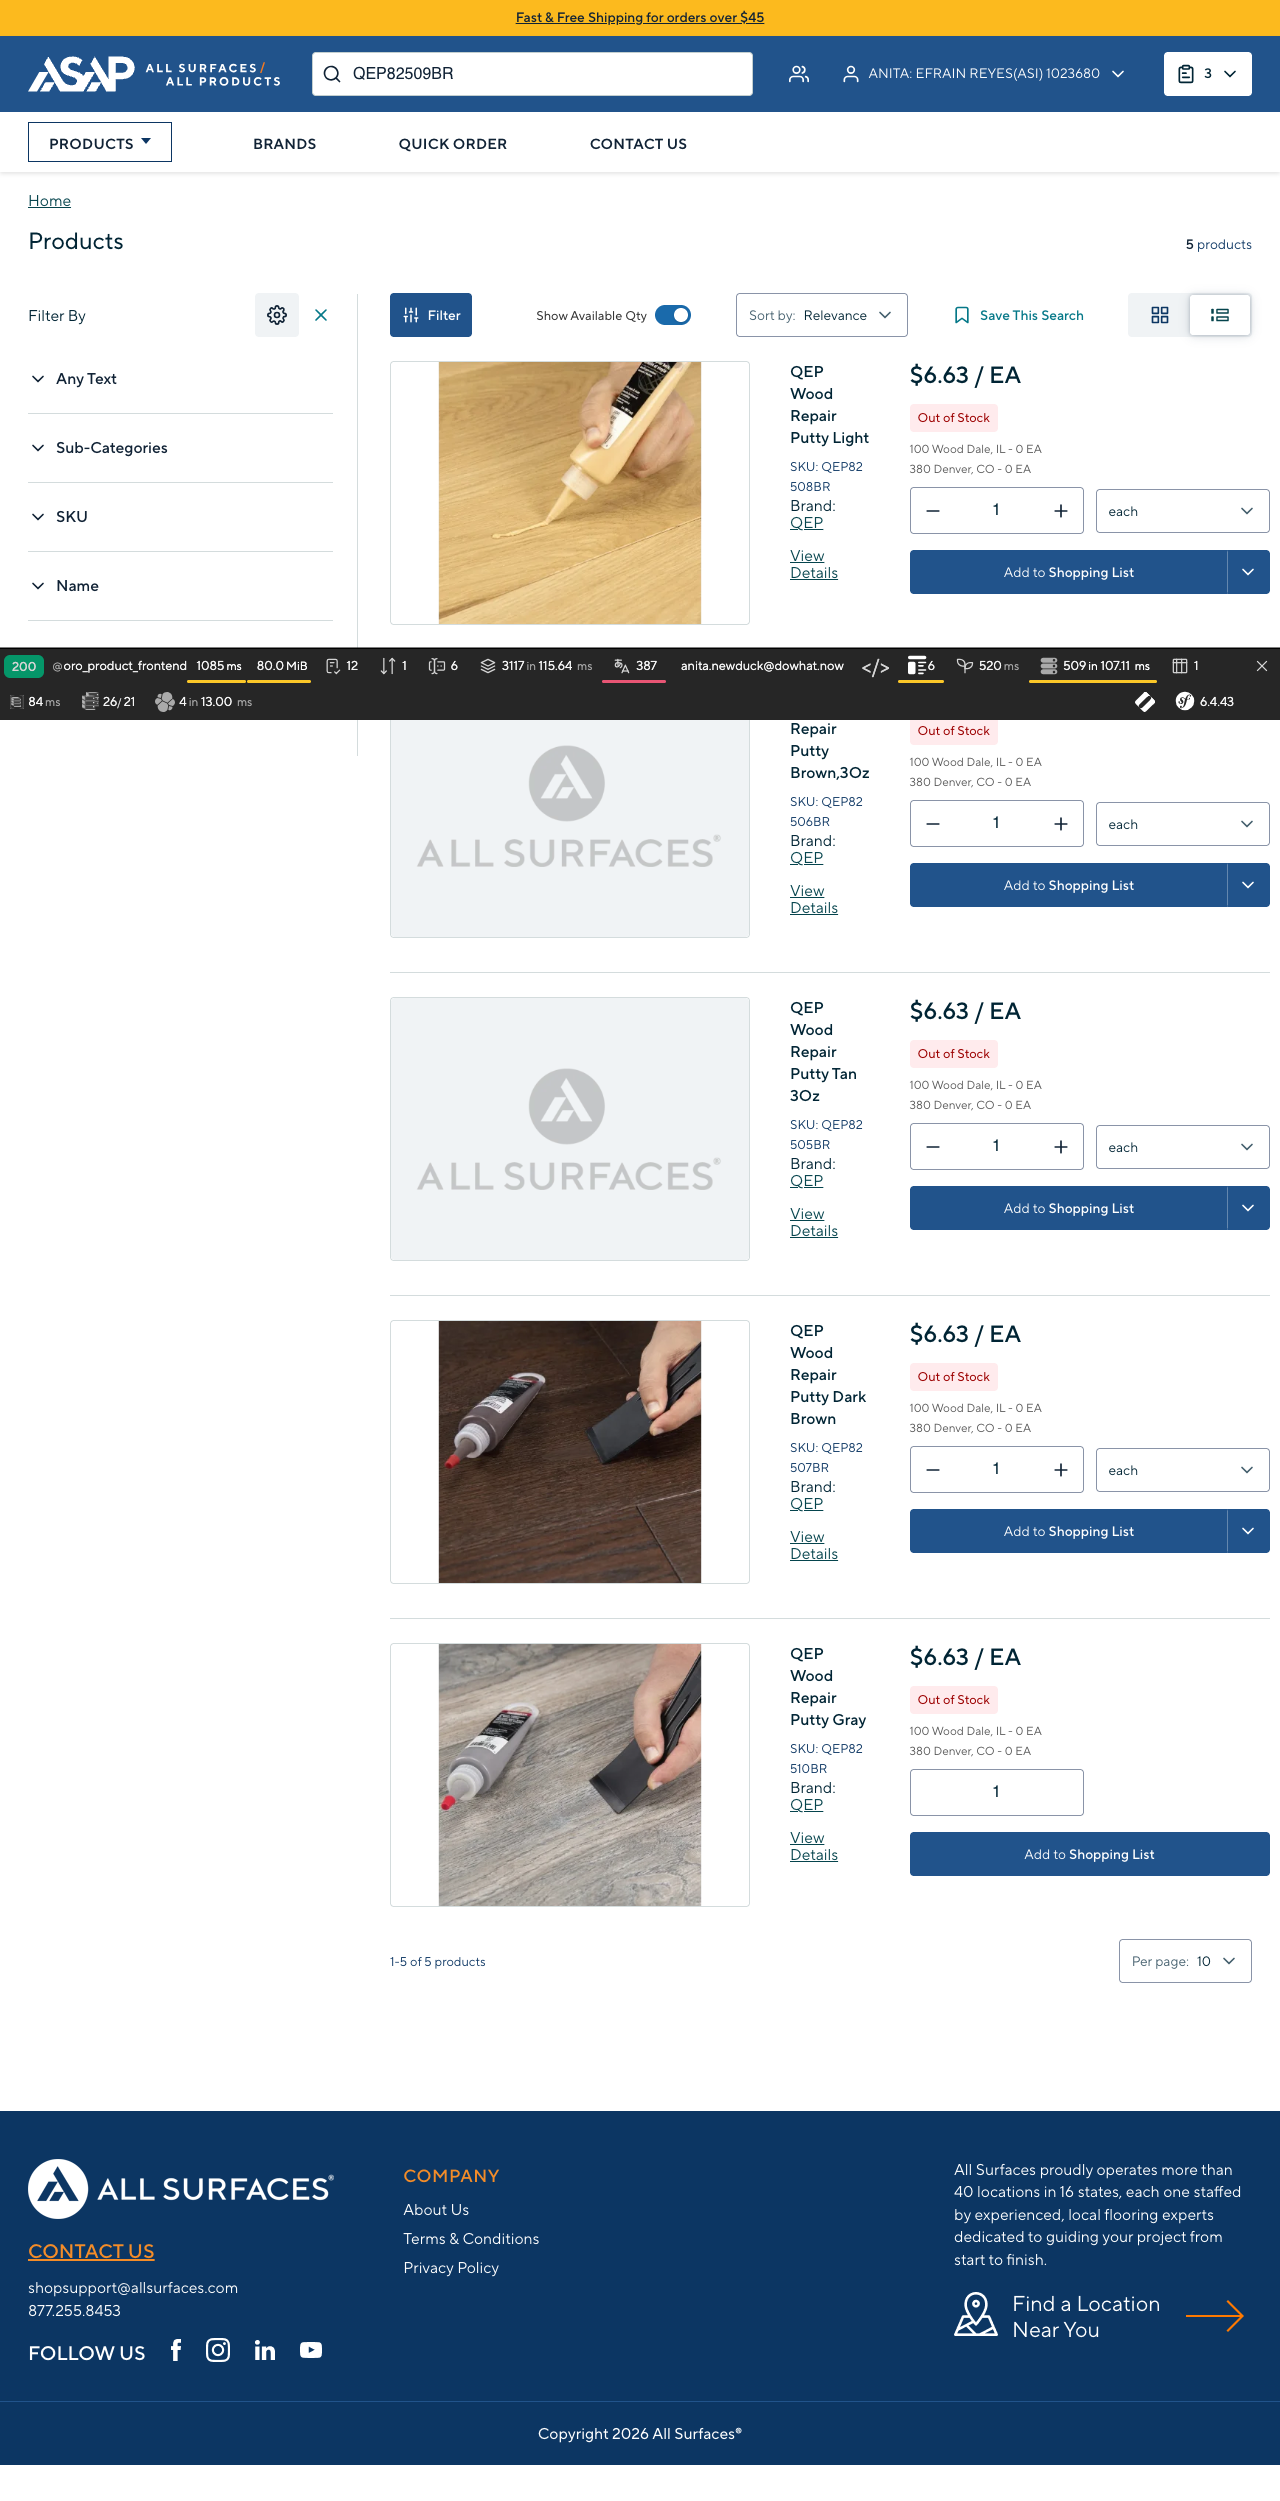 Fast & Free Shipping for orders over $45
ASAP ALL SURFACES/
ALL PRODUCTS
QEP82509BR
ANITA: EFRAIN REYES(ASI) 1023680
3
PRODUCTS
BRANDS
QUICK ORDER
CONTACT US
Home
Products
5 products
Filter By
Filter
Show Available Qty
Sort by: Relevance
Save This Search
Any Text
Sub-Categories
SKU
Name
QEP
Wood
Repair
Putty Light
SKU: QEP82
508BR
Brand:
QEP
View
Details
$6.63 / EA
Out of Stock
100 Wood Dale, IL - 0 EA
380 Denver, CO - 0 EA
1
each
Add to Shopping List
200 @oro_product_frontend 1085 ms 80.0 MiB 12 1 6 3117 in 115.64 ms 387 anita.newduck@dowhat.now </> 6 520 ms 509 in 107.11 ms 1
84 ms 26/ 21 4 in 13.00 ms sf 6.4.43
Repair
Putty
Brown,3Oz
SKU: QEP82
506BR
Brand:
QEP
View
Details
ALL SURFACES®
Out of Stock
100 Wood Dale, IL - 0 EA
380 Denver, CO - 0 EA
1
each
Add to Shopping List
ALL SURFACES®
QEP
Wood
Repair
Putty Tan
3Oz
SKU: QEP82
505BR
Brand:
QEP
View
Details
$6.63 / EA
Out of Stock
100 Wood Dale, IL - 0 EA
380 Denver, CO - 0 EA
1
each
Add to Shopping List
QEP
Wood
Repair
Putty Dark
Brown
SKU: QEP82
507BR
Brand:
QEP
View
Details
$6.63 / EA
Out of Stock
100 Wood Dale, IL - 0 EA
380 Denver, CO - 0 EA
1
each
Add to Shopping List
QEP
Wood
Repair
Putty Gray
SKU: QEP82
510BR
Brand:
QEP
View
Details
$6.63 / EA
Out of Stock
100 Wood Dale, IL - 0 EA
380 Denver, CO - 0 EA
1
Add to Shopping List
1-5 of 5 products
Per page: 10
ALL SURFACES®
CONTACT US
shopsupport@allsurfaces.com
877.255.8453
FOLLOW US
COMPANY
About Us
Terms & Conditions
Privacy Policy
All Surfaces proudly operates more than
40 locations in 16 states, each one staffed
by experienced, local flooring experts
dedicated to guiding your project from
start to finish.
Find a Location
Near You
Copyright 2026 All Surfaces®